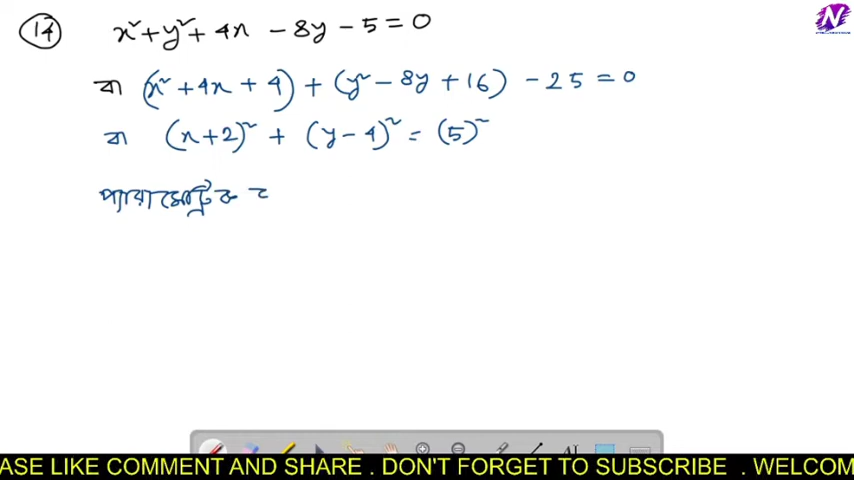 (14) x² + y² + 4x - 8y - 5 = 0
N
বা (x² + 4x + 4) + (y² - 8y + 16) - 25 = 0
বা (x + 2)² + (y - 4)² = (5)²
প্যারামেট্রিক
ASE LIKE COMMENT AND SHARE . DON'T FORGET TO SUBSCRIBE . WELCOM